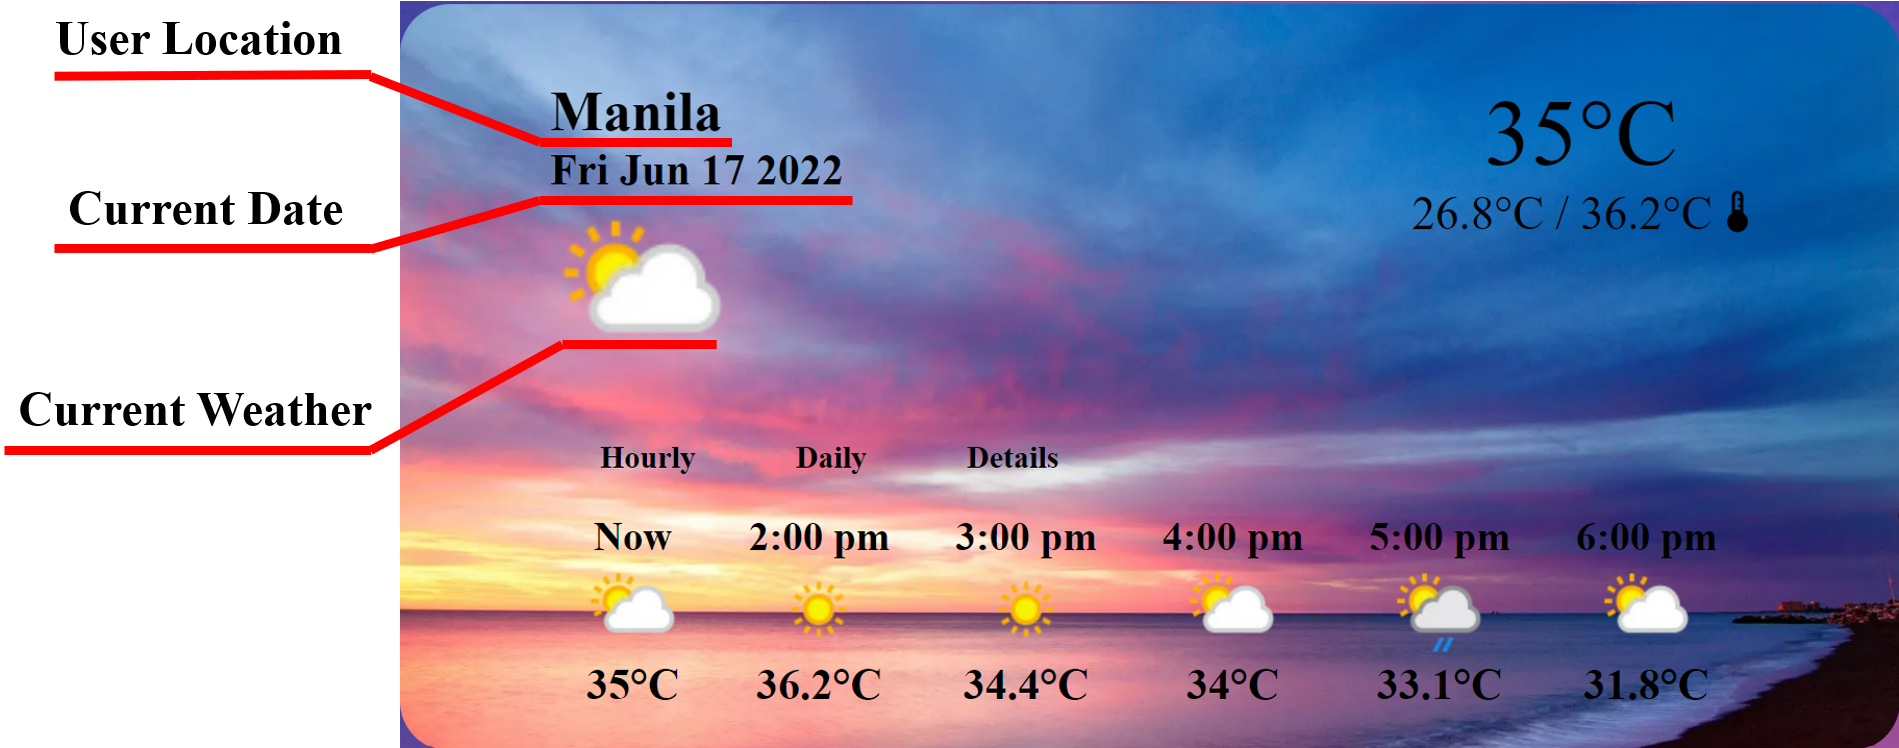 User Location
Manila
35°C
Fri Jun 17 2022
Current Date
26.8°C / 36.2°C
Current Weather
Hourly Daily Details
Now 2:00 pm 3:00 pm 4:00 pm 5:00 pm 6:00 pm
35°C 36.2°C 34.4°C 34°C 33.1°C 31.8°C